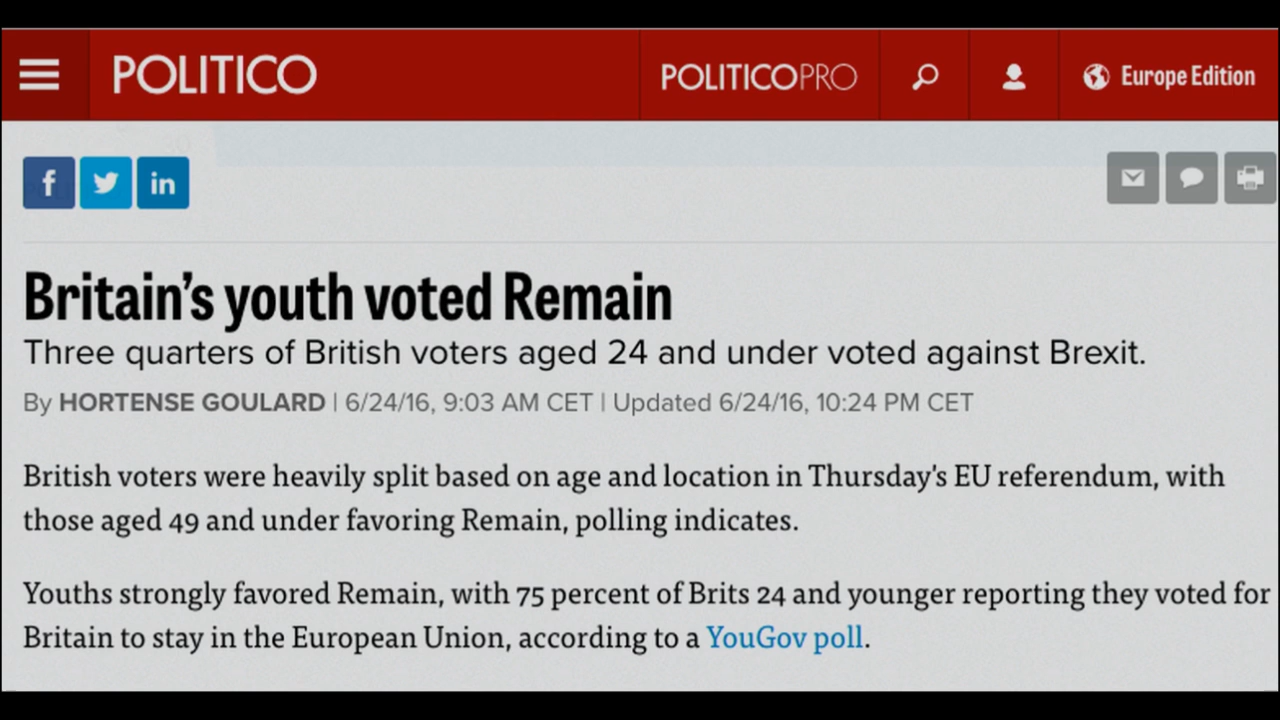 POLITICO
POLITICOPRO
Europe Edition
30
f
in
Britain's youth voted Remain
Three quarters of British voters aged 24 and under voted against Brexit.
By HORTENSE GOULARD | 6/24/16, 9:03 AM CET | Updated 6/24/16, 10:24 PM CET
British voters were heavily split based on age and location in Thursday's EU referendum, with
those aged 49 and under favoring Remain, polling indicates.
Youths strongly favored Remain, with 75 percent of Brits 24 and younger reporting they voted for
Britain to stay in the European Union, according to a YouGov poll.